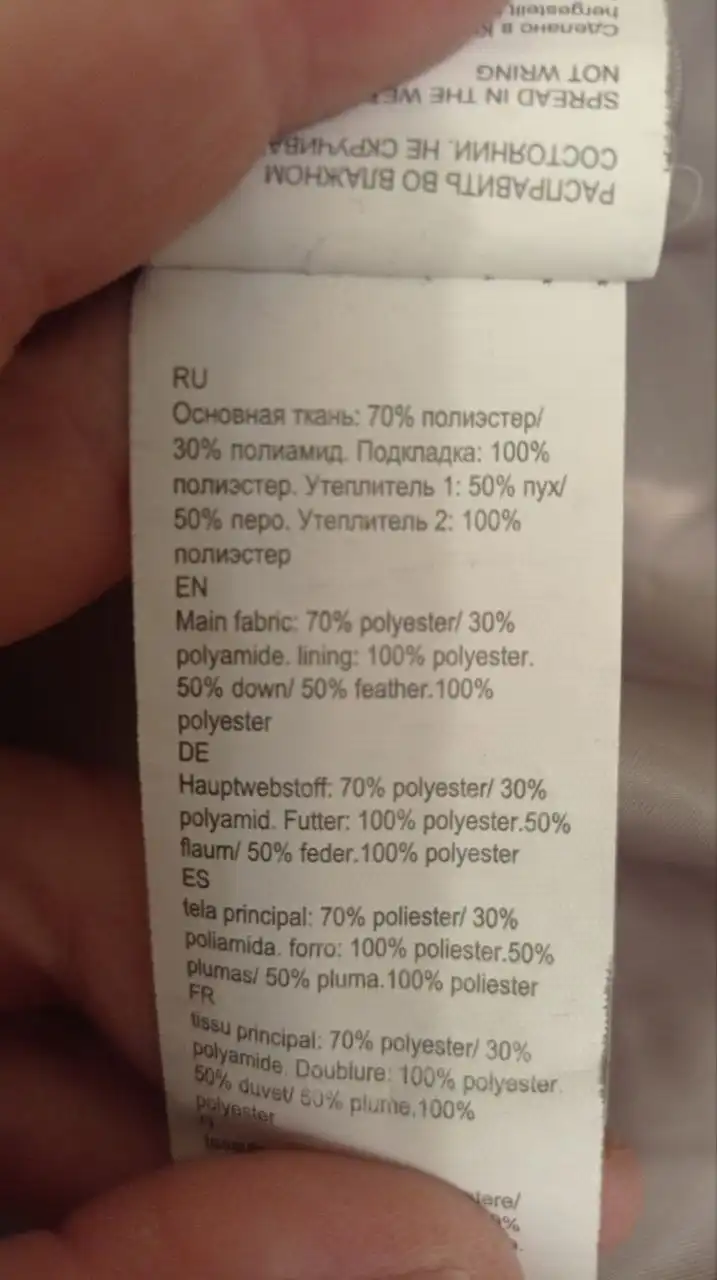 hergestellt
Сделано в
NOT WRING
SPREAD IN THE WET
СОСТОЯНИИ. НЕ СКРУЧИВА
РАСПРАВИТЬ ВО ВЛАЖНОМ
RU
Основная ткань: 70% полиэстер/
30% полиамид. Подкладка: 100%
полиэстер. Утеплитель 1: 50% пух/
50% перо. Утеплитель 2: 100%
полиэстер
EN
Main fabric: 70% polyester/ 30%
polyamide. lining: 100% polyester.
50% down/ 50% feather.100%
polyester
DE
Hauptwebstoff: 70% polyester/ 30%
polyamid. Futter: 100% polyester.50%
flaum/ 50% feder.100% polyester
ES
tela principal: 70% poliester/ 30%
poliamida. forro: 100% poliester.50%
plumas/ 50% pluma.100% poliester
FR
tissu principal: 70% polyester/ 30%
polyamide. Doublure: 100% polyester.
50% duvet/ 50% plume.100%
polyester